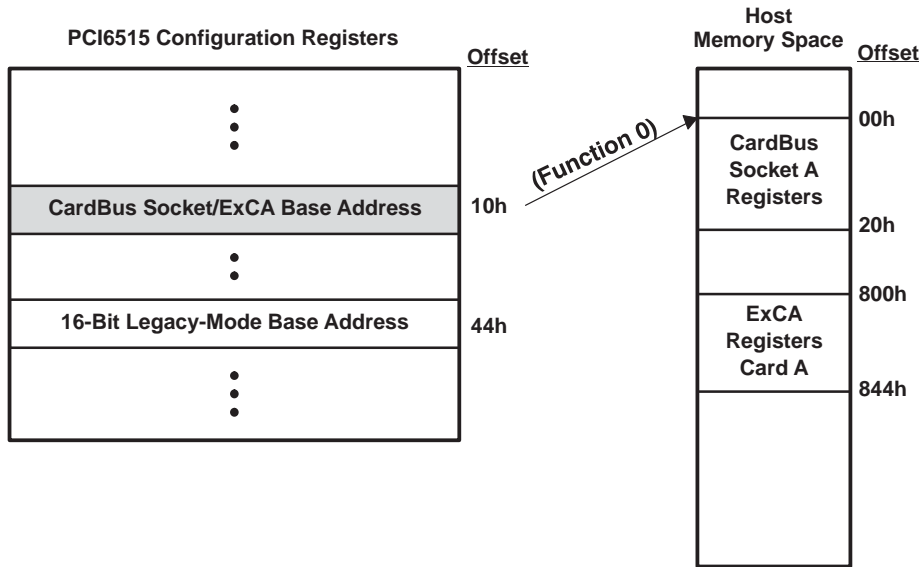 PCI6515 Configuration Registers
Offset
CardBus Socket/ExCA Base Address
10h
16-Bit Legacy-Mode Base Address
44h
(Function 0)
Host
Memory Space
Offset
00h
CardBus
Socket A
Registers
20h
800h
ExCA
Registers
Card A
844h